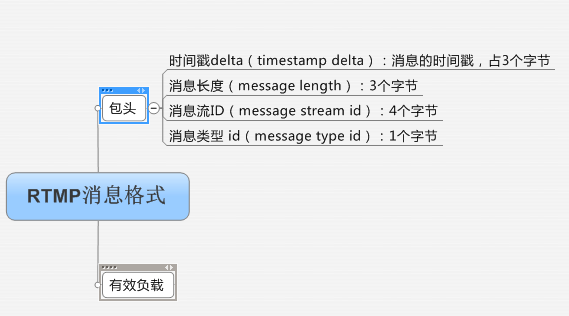 时间戳delta（timestamp delta）：消息的时间戳，占3个字节
消息长度（message length）：3个字节
包头
消息流ID（message stream id）：4个字节
消息类型 id（message type id）：1个字节
RTMP消息格式
有效负载